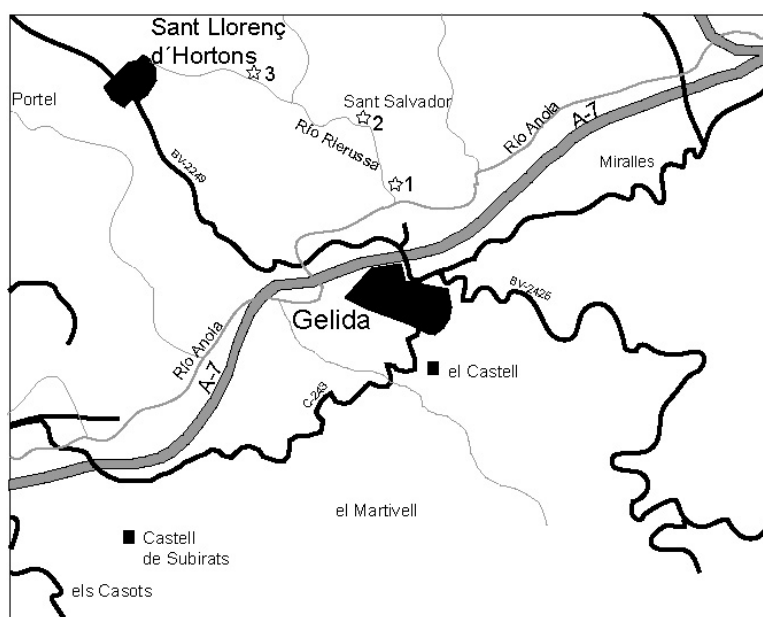 Sant Llorenç
d´Hortons
3
Portel
Sant Salvador
2
Río Rierussa
Río Anoia
A-7
BV-2249
1
Miralles
BV-2426
Gelida
Río Anoia
A-7
el Castell
C-243
el Martivell
Castell
de Subirats
els Casots